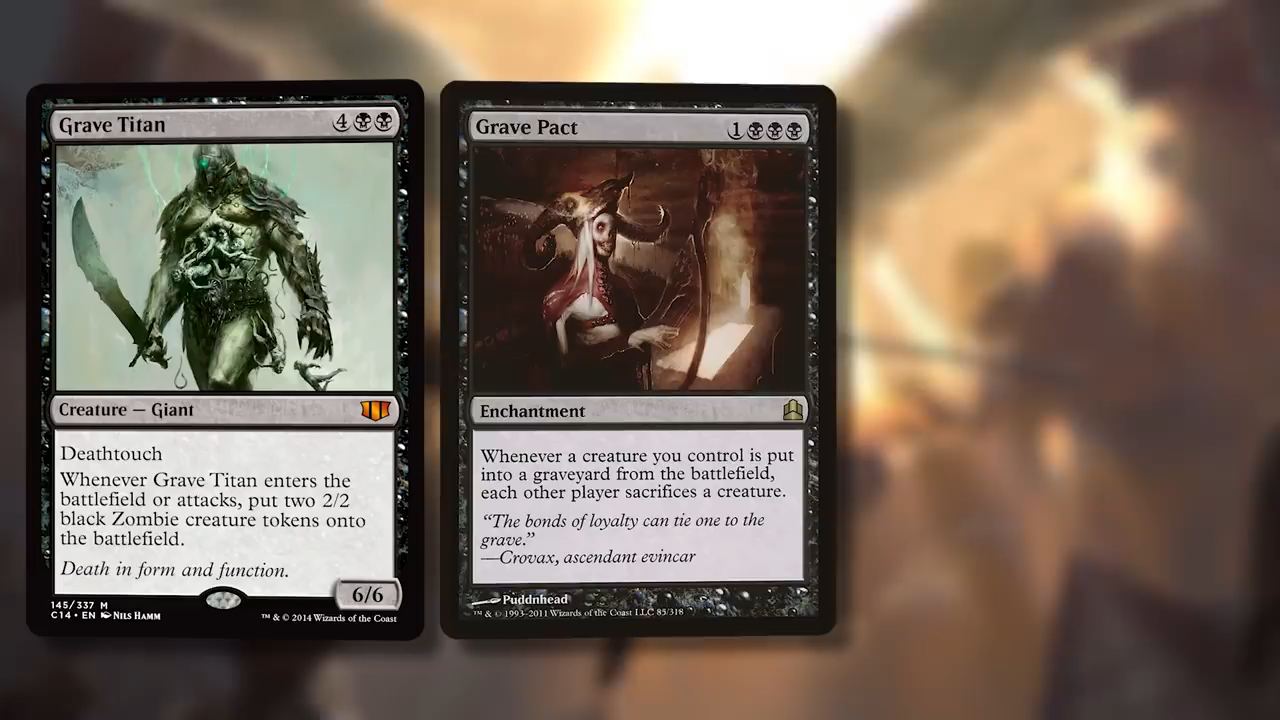 Grave Titan 4
Creature — Giant
Deathtouch
Whenever Grave Titan enters the
battlefield or attacks, put two 2/2
black Zombie creature tokens onto
the battlefield.
Death in form and function.
6/6
145/337 M
C14 • EN NILS HAMM
™ & © 2014 Wizards of the Coast
Grave Pact 1
Enchantment
Whenever a creature you control is put
into a graveyard from the battlefield,
each other player sacrifices a creature.
“The bonds of loyalty can tie one to the
grave.”
—Crovax, ascendant evincar
Puddnhead
™ & © 1993–2011 Wizards of the Coast LLC 85/318